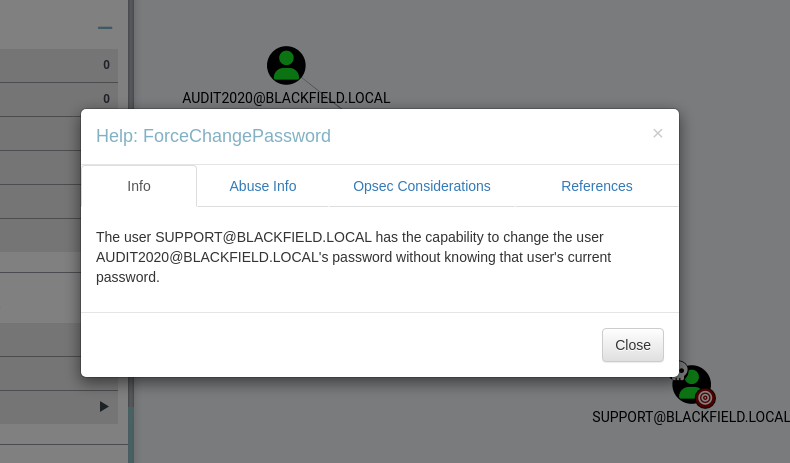 0
0
AUDIT2020@BLACKFIELD.LOCAL
Help: ForceChangePassword
×
Info
Abuse Info
Opsec Considerations
References
The user SUPPORT@BLACKFIELD.LOCAL has the capability to change the user
AUDIT2020@BLACKFIELD.LOCAL's password without knowing that user's current
password.
Close
SUPPORT@BLACKFIELD.LOCAL